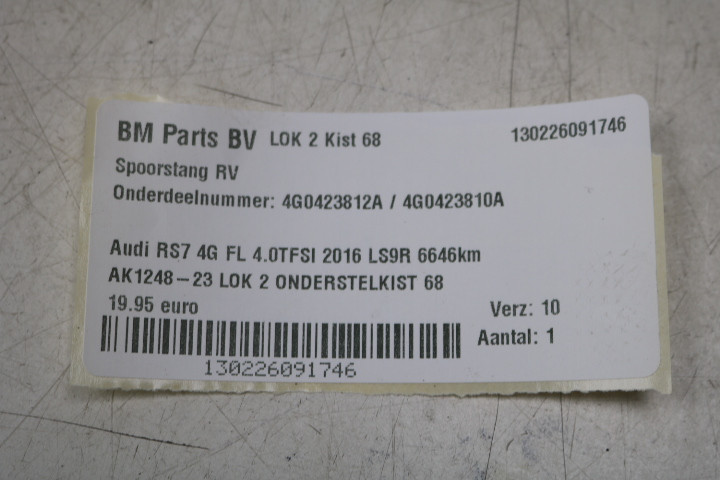 BM Parts BV LOK 2 Kist 68 130226091746
Spoorstang RV
Onderdeelnummer: 4G0423812A / 4G0423810A
Audi RS7 4G FL 4.0TFSI 2016 LS9R 6646km
AK1248-23 LOK 2 ONDERSTELKIST 68
19.95 euro Verz: 10
Aantal: 1
130226091746